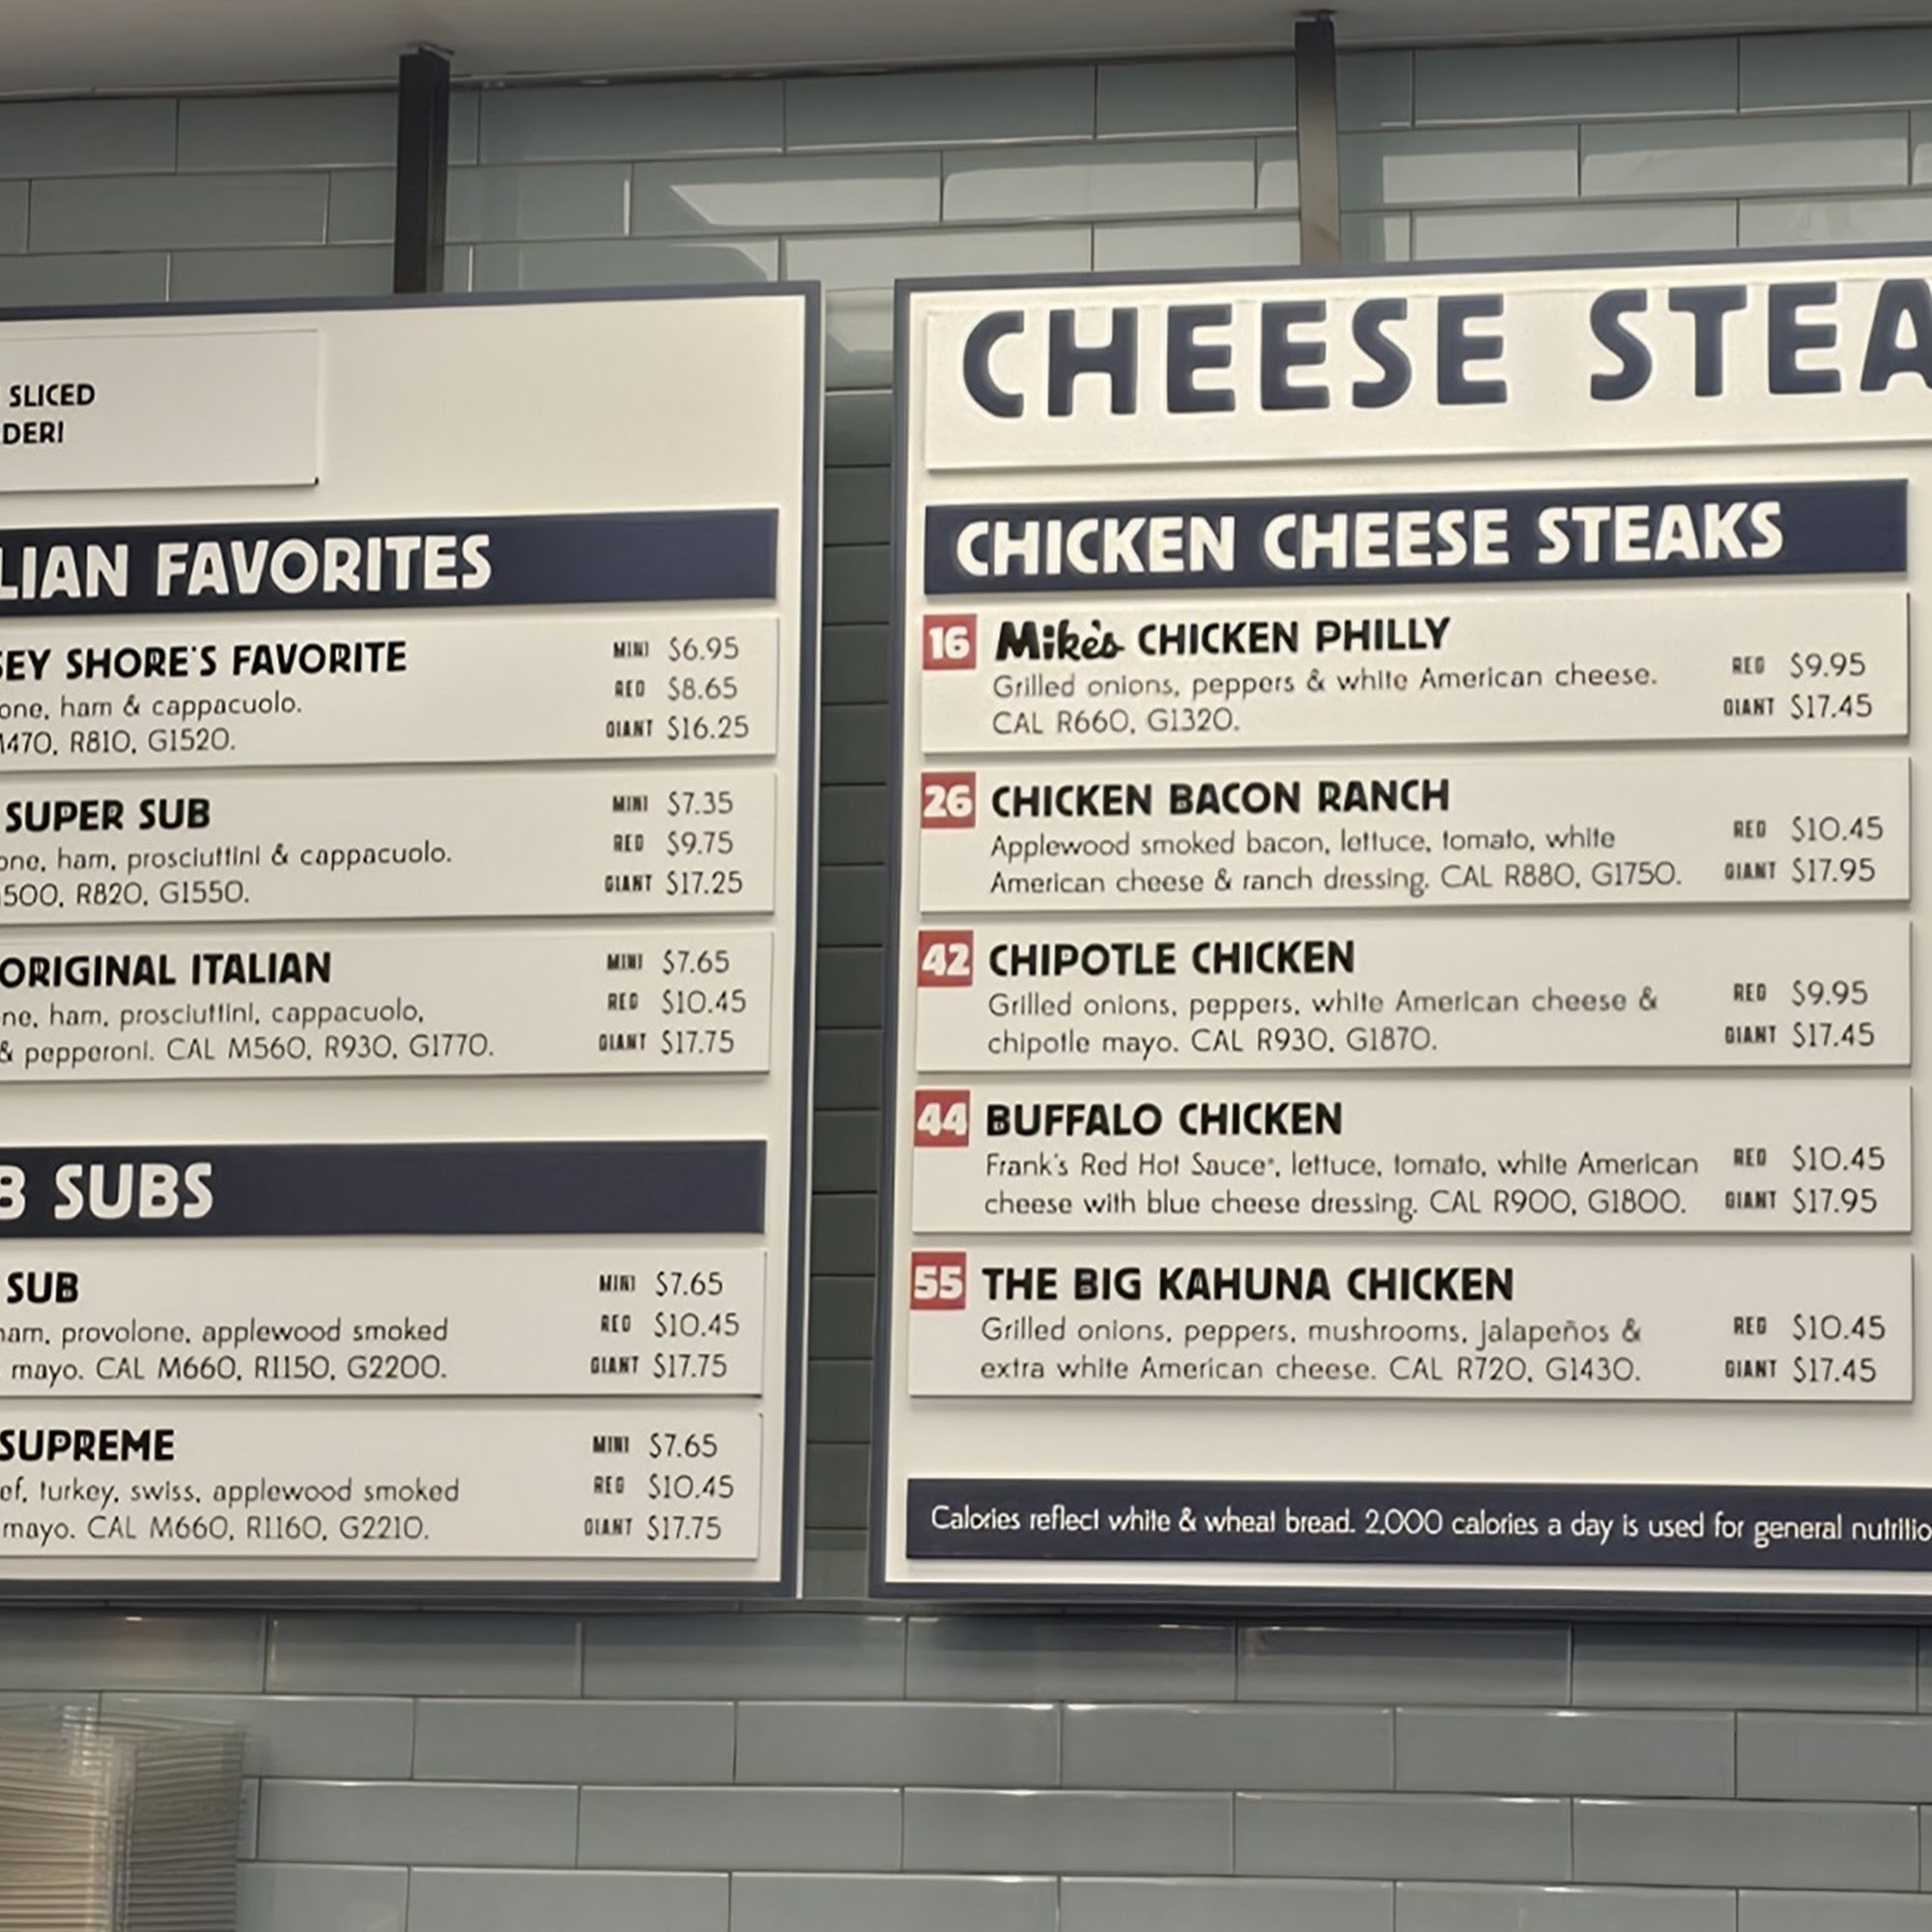 SLICED
DER!
LIAN FAVORITES
SEY SHORE'S FAVORITE
one, ham & cappacuolo.
M470, R810, G1520.
MINI $6.95
REG $8.65
GIANT $16.25
SUPER SUB
one, ham, prosciuttini & cappacuolo.
500, R820, G1550.
MINI $7.35
REG $9.75
GIANT $17.25
ORIGINAL ITALIAN
ne, ham, prosciuttini, cappacuolo,
& pepperoni. CAL M560, R930, G1770.
MINI $7.65
REG $10.45
GIANT $17.75
B SUBS
SUB
ham, provolone, applewood smoked
mayo. CAL M660, R1150, G2200.
MINI $7.65
REG $10.45
GIANT $17.75
SUPREME
ef, turkey, swiss, applewood smoked
mayo. CAL M660, R1160, G2210.
MINI $7.65
REG $10.45
GIANT $17.75
CHEESE STEA
CHICKEN CHEESE STEAKS
16 Mike's CHICKEN PHILLY
Grilled onions, peppers & white American cheese.
CAL R660, G1320.
REG $9.95
GIANT $17.45
26 CHICKEN BACON RANCH
Applewood smoked bacon, lettuce, tomato, white
American cheese & ranch dressing. CAL R880, G1750.
REG $10.45
GIANT $17.95
42 CHIPOTLE CHICKEN
Grilled onions, peppers, white American cheese &
chipotle mayo. CAL R930, G1870.
REG $9.95
GIANT $17.45
44 BUFFALO CHICKEN
Frank's Red Hot Sauce®, lettuce, tomato, white American
cheese with blue cheese dressing. CAL R900, G1800.
REG $10.45
GIANT $17.95
55 THE BIG KAHUNA CHICKEN
Grilled onions, peppers, mushrooms, jalapeños &
extra white American cheese. CAL R720, G1430.
REG $10.45
GIANT $17.45
Calories reflect white & wheat bread. 2,000 calories a day is used for general nutritio